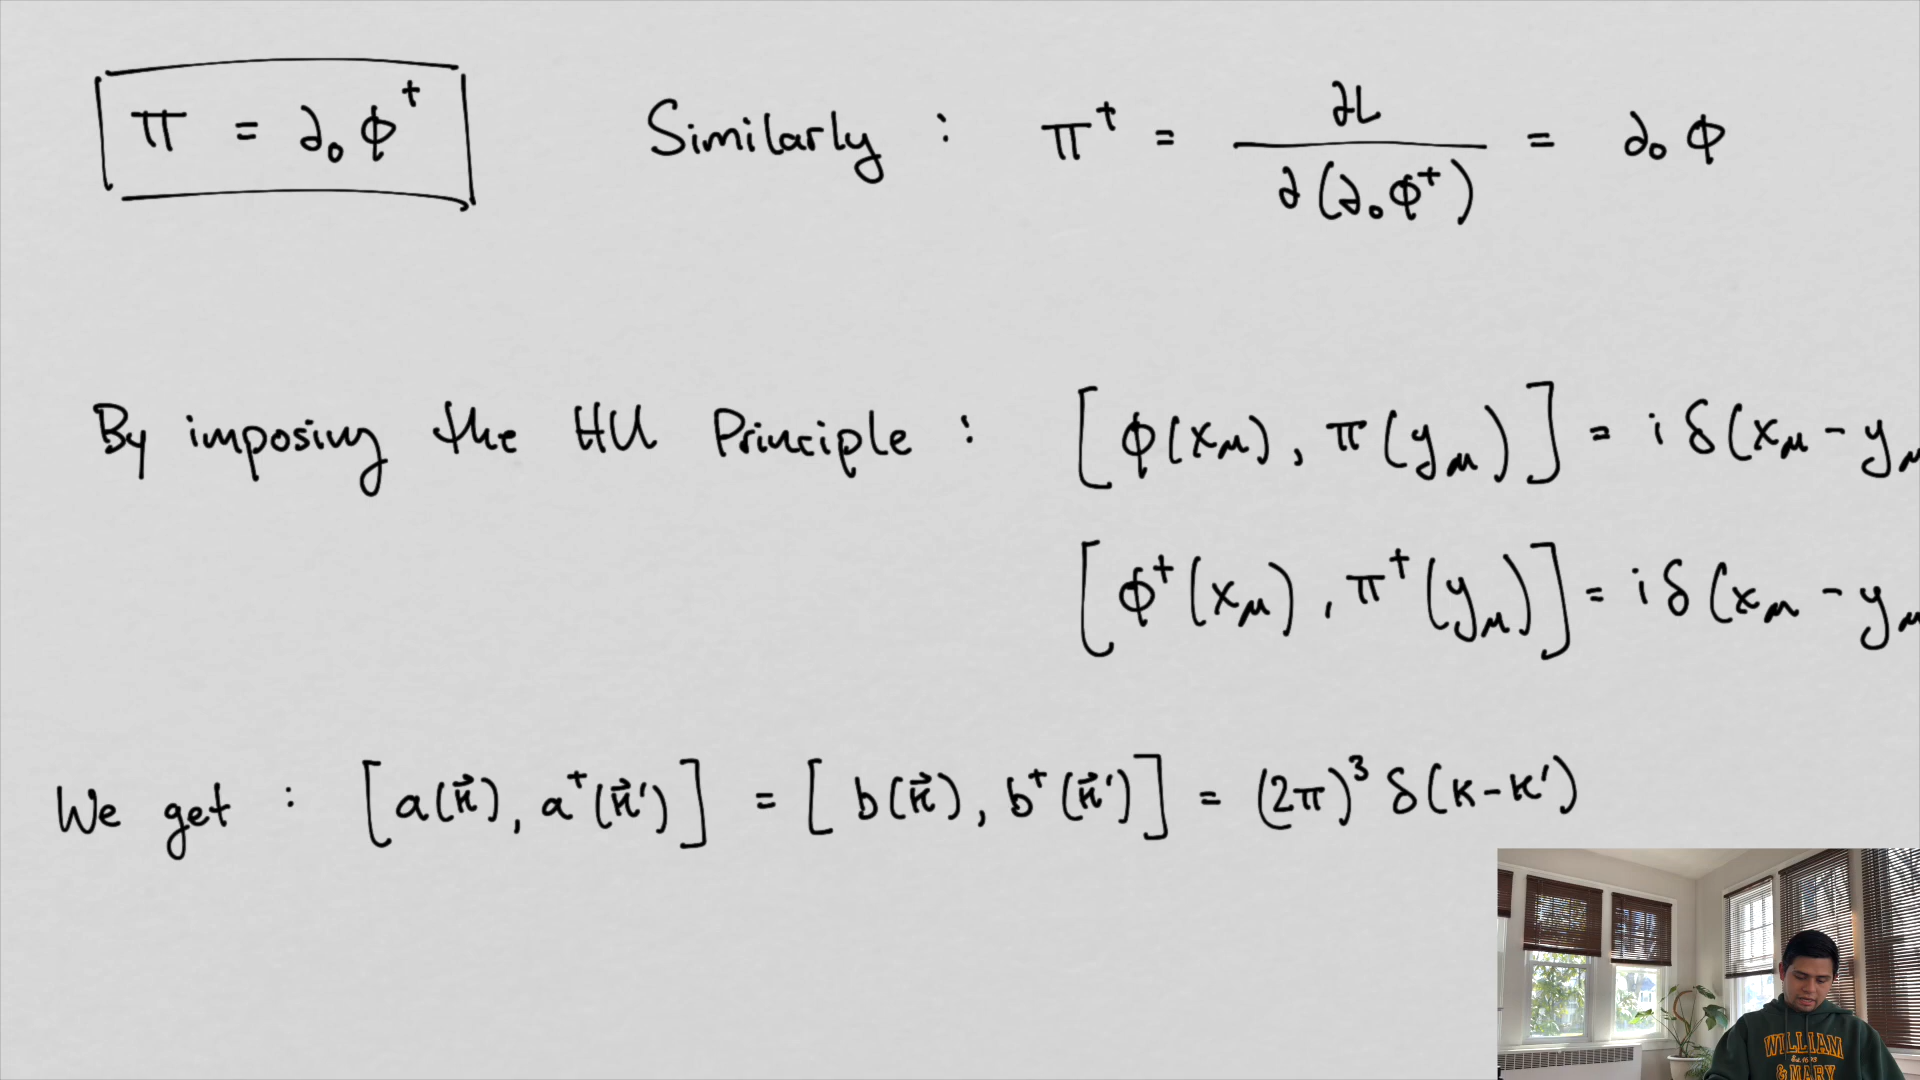 π = ∂₀ φ†
Similarly : π† = ∂L / ∂(∂₀φ†) = ∂₀ φ
By imposing the HU Principle : [φ(xμ), π(yμ)] = i δ(xμ - yμ
[φ†(xμ), π†(yμ)] = i δ(xμ - yμ
We get : [a(k⃗), a†(k⃗')] = [b(k⃗), b†(k⃗')] = (2π)³ δ(k-k')
WILLIAM
& MARY